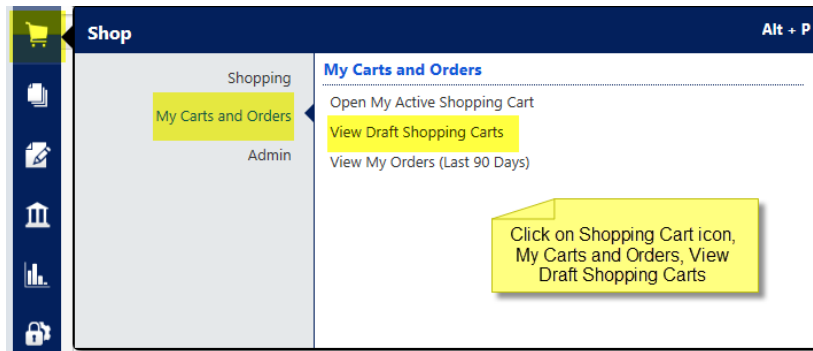 Shop
Alt + P
Shopping
My Carts and Orders
Admin
My Carts and Orders
Open My Active Shopping Cart
View Draft Shopping Carts
View My Orders (Last 90 Days)
Click on Shopping Cart icon,
My Carts and Orders, View
Draft Shopping Carts